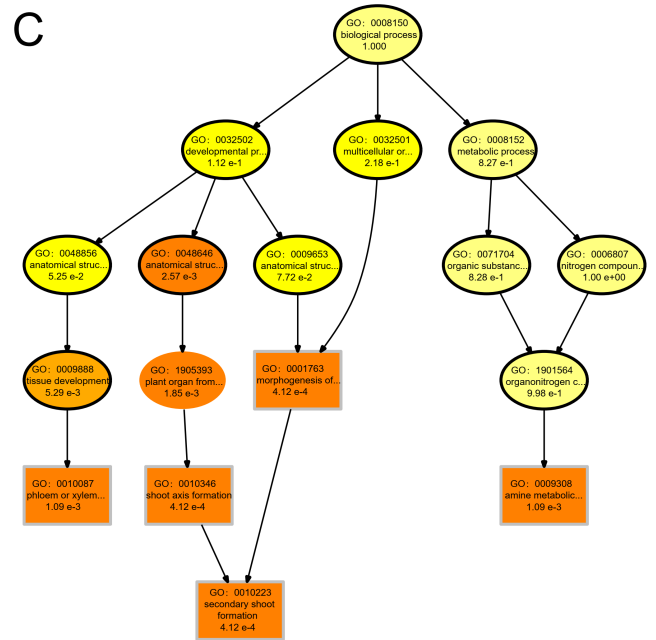 C
GO: 0008150
biological process
1.000
GO: 0032502
developmental pr...
1.12 e-1
GO: 0032501
multicellular or...
2.18 e-1
GO: 0008152
metabolic process
8.27 e-1
GO: 0048856
anatomical struc...
5.25 e-2
GO: 0048646
anatomical struc...
2.57 e-3
GO: 0009653
anatomical struc...
7.72 e-2
GO: 0071704
organic substanc...
8.28 e-1
GO: 0006807
nitrogen compoun...
1.00 e+00
GO: 0009888
tissue development
5.29 e-3
GO: 1905393
plant organ from...
1.85 e-3
GO: 0001763
morphogenesis of...
4.12 e-4
GO: 1901564
organonitrogen c...
9.98 e-1
GO: 0010087
phloem or xylem...
1.09 e-3
GO: 0010346
shoot axis formation
4.12 e-4
GO: 0009308
amine metabolic...
1.09 e-3
GO: 0010223
secondary shoot
formation
4.12 e-4